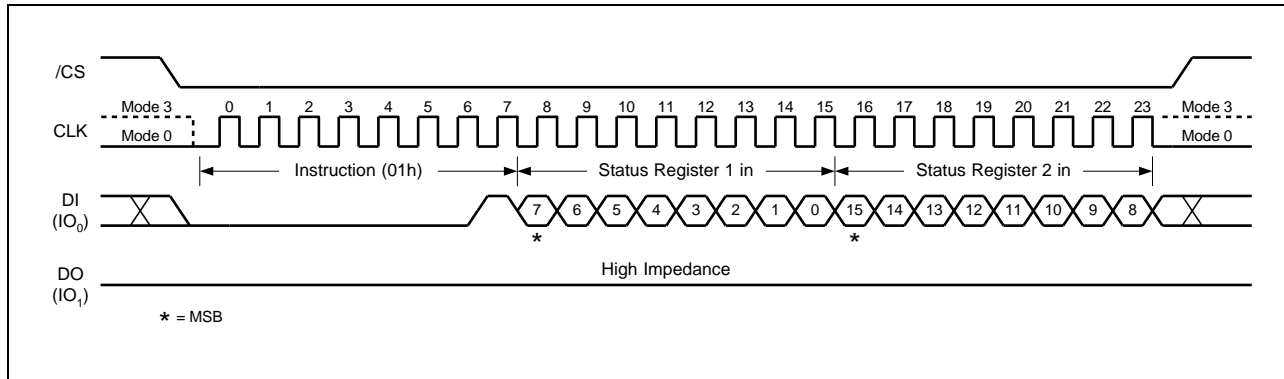 /CS
Mode 3 0 1 2 3 4 5 6 7 8 9 10 11 12 13 14 15 16 17 18 19 20 21 22 23 Mode 3
CLK Mode 0 Mode 0
Instruction (01h) Status Register 1 in Status Register 2 in
DI
(IO₀) 7 6 5 4 3 2 1 0 15 14 13 12 11 10 9 8
* *
High Impedance
DO
(IO₁)
* = MSB